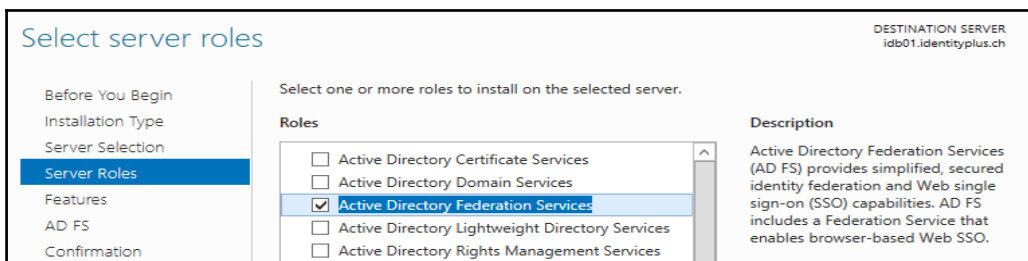 Select server roles
DESTINATION SERVER
idb01.identityplus.ch
Before You Begin
Installation Type
Server Selection
Server Roles
Features
AD FS
Confirmation
Select one or more roles to install on the selected server.
Roles
Active Directory Certificate Services
Active Directory Domain Services
Active Directory Federation Services
Active Directory Lightweight Directory Services
Active Directory Rights Management Services
Description
Active Directory Federation Services
(AD FS) provides simplified, secured
identity federation and Web single
sign-on (SSO) capabilities. AD FS
includes a Federation Service that
enables browser-based Web SSO.